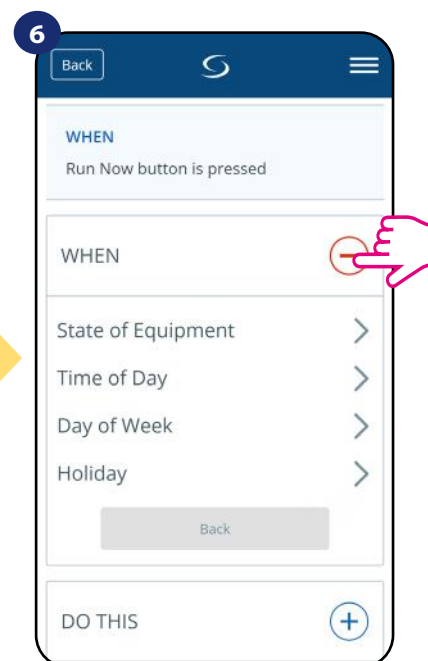 6
Back
WHEN
Run Now button is pressed
WHEN
State of Equipment
Time of Day
Day of Week
Holiday
Back
DO THIS